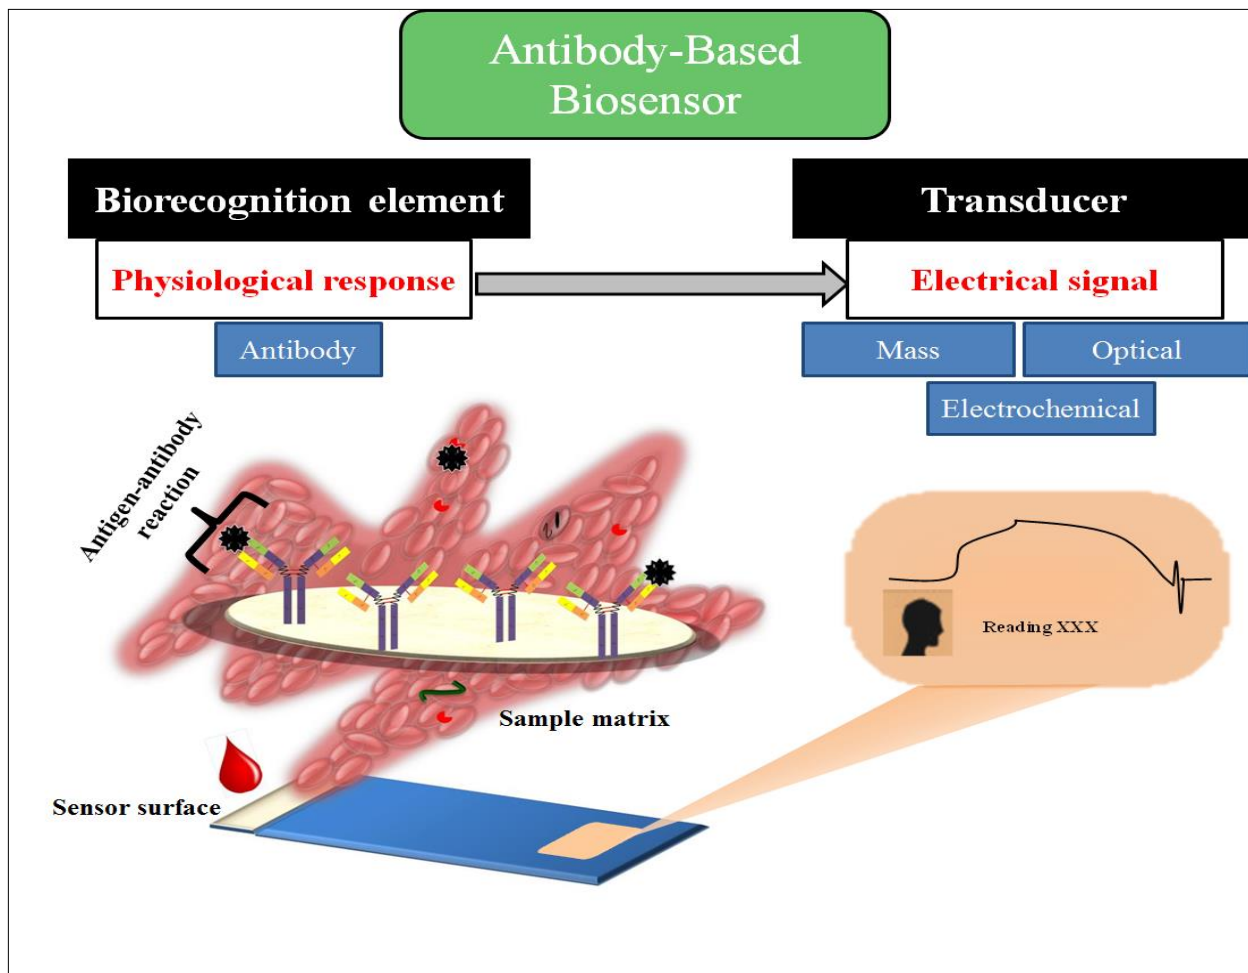 Antibody-Based
Biosensor
Biorecognition element
Transducer
Physiological response
Electrical signal
Antibody
Mass
Optical
Electrochemical
Antigen-antibody
reaction
Reading XXX
Sample matrix
Sensor surface